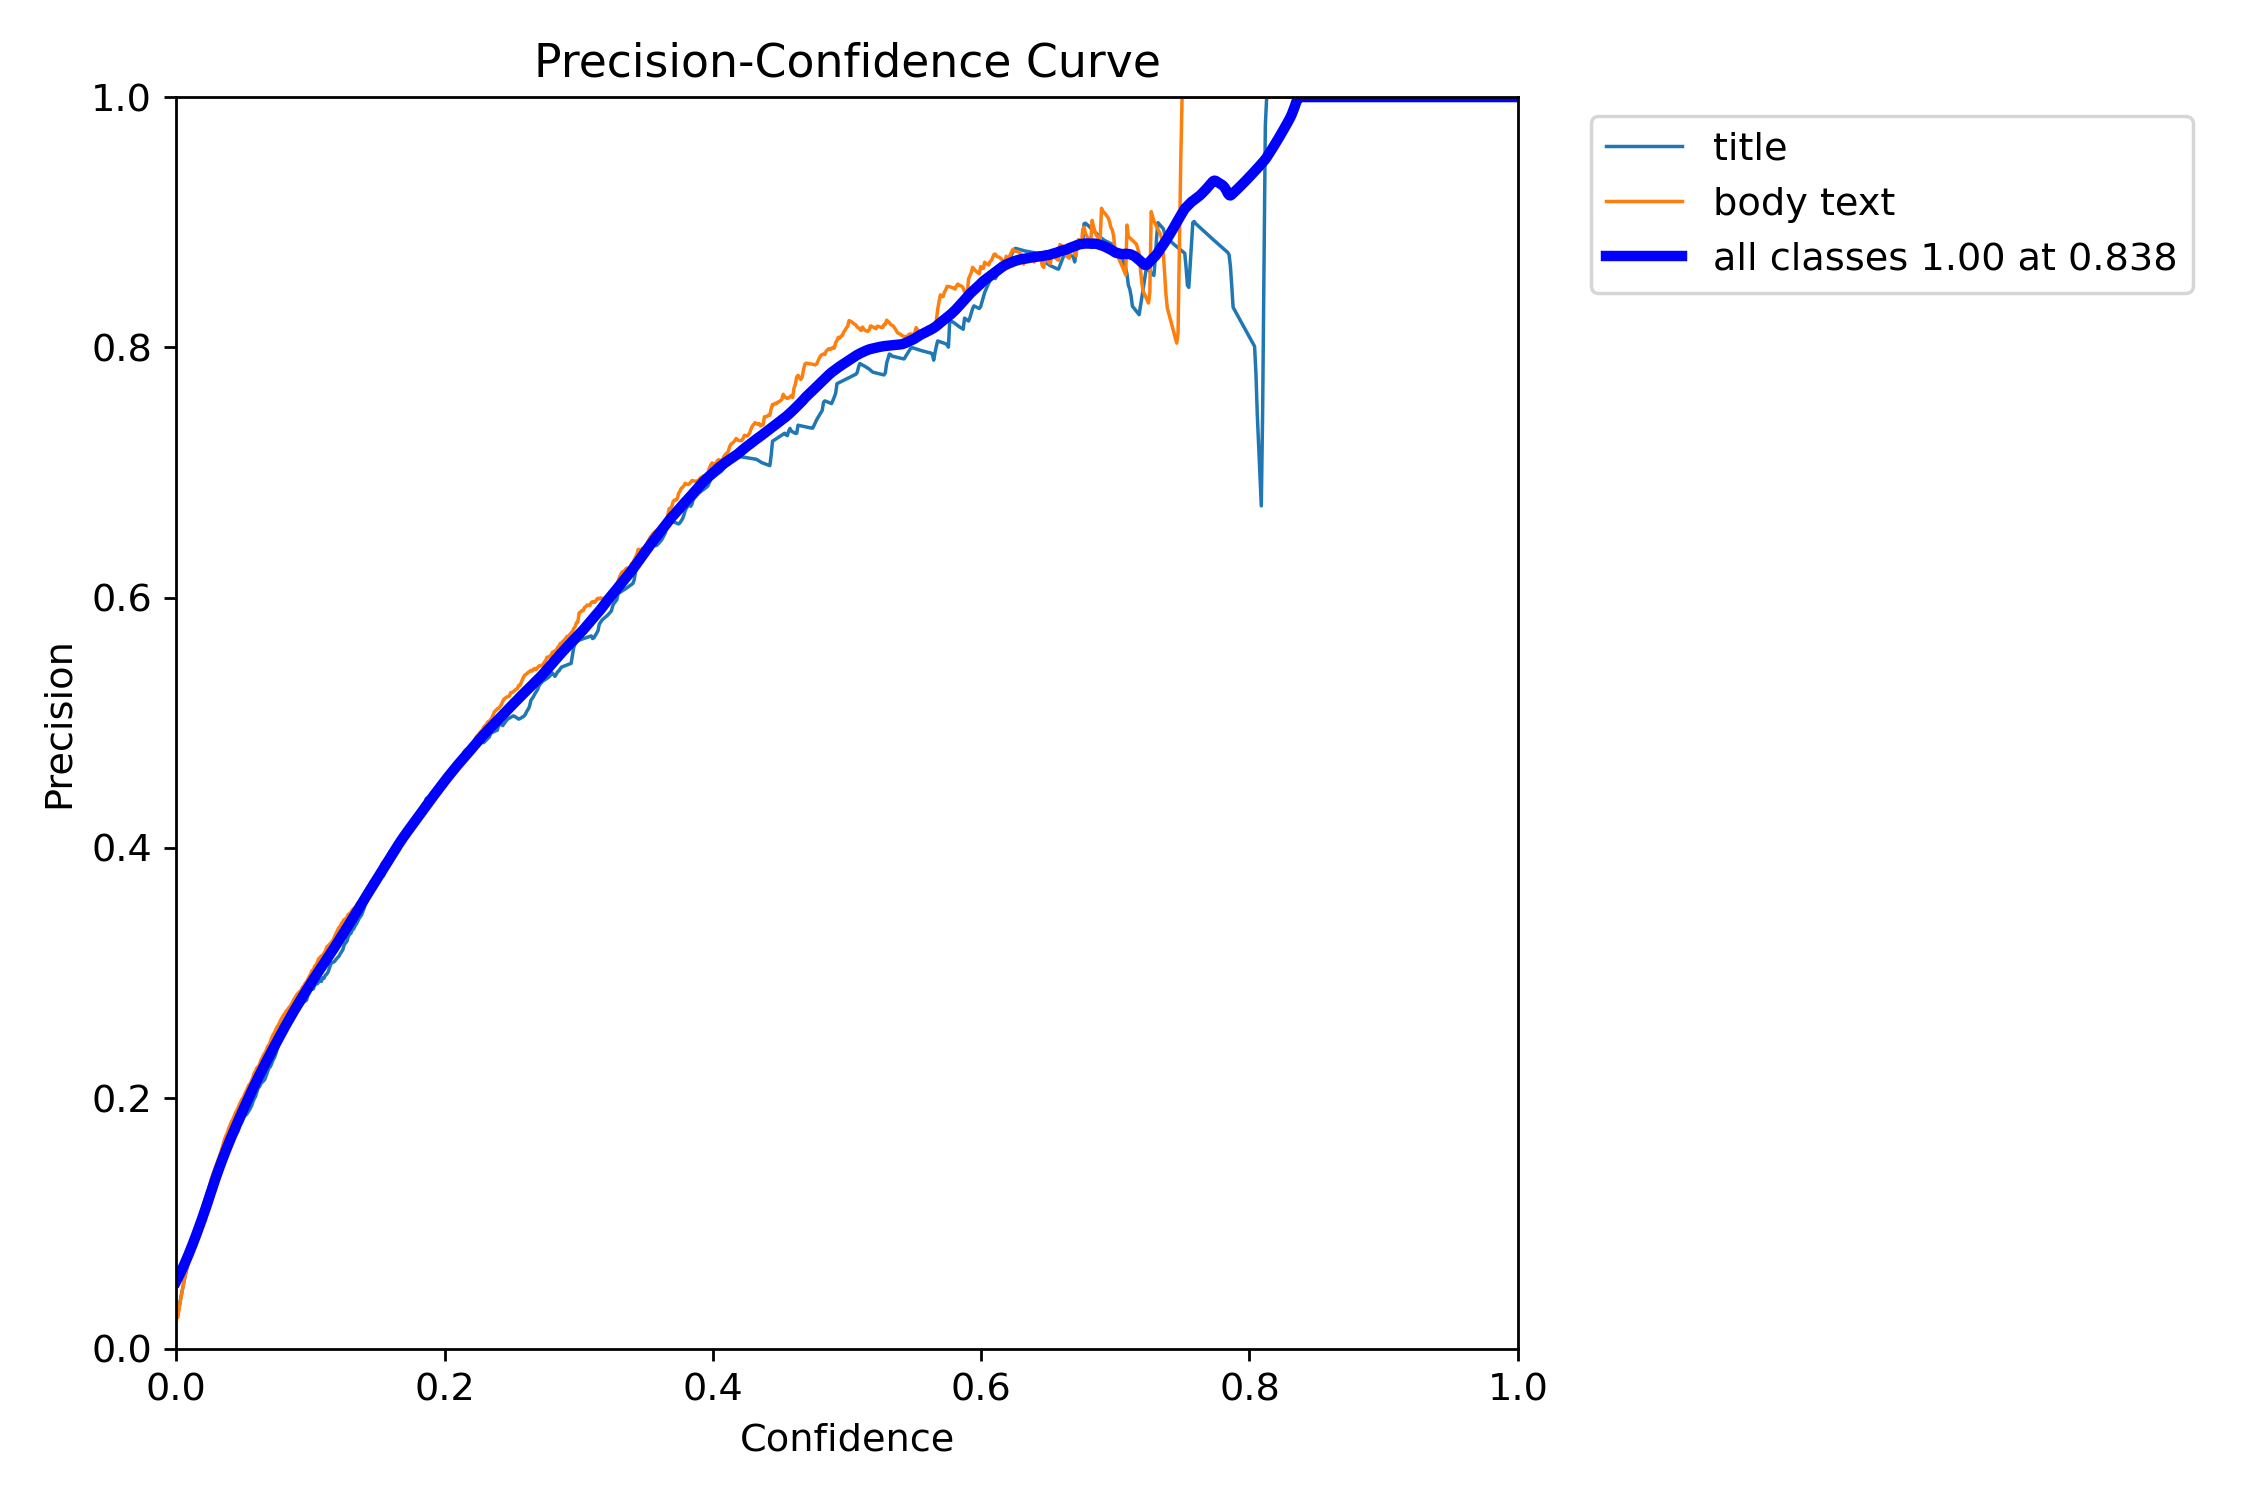 Precision-Confidence Curve
1.0
0.8
0.6
0.4
0.2
0.0
Precision
0.0 0.2 0.4 0.6 0.8 1.0
Confidence
title
body text
all classes 1.00 at 0.838